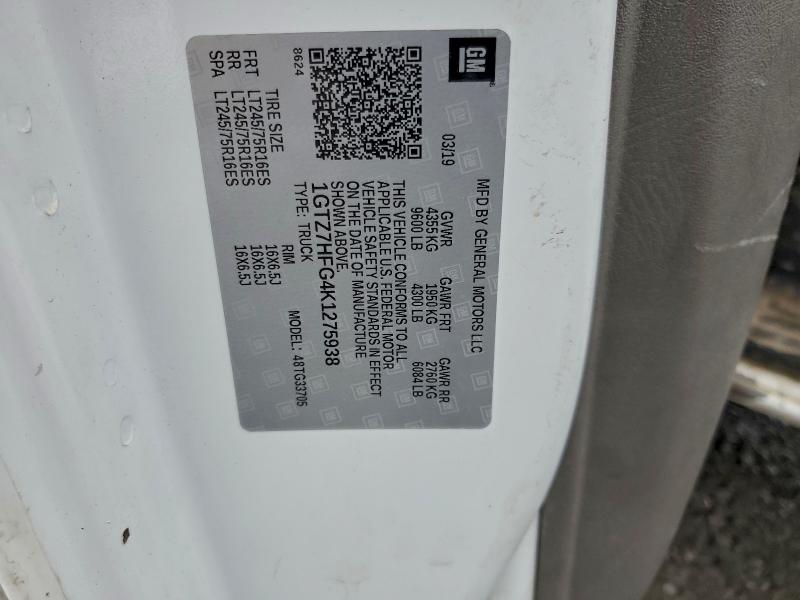 GM
MFD BY GENERAL MOTORS LLC
03/19
GVWR GAWR FRT GAWR RR
4355 KG 1950 KG 2760 KG
9600 LB 4300 LB 6084 LB
THIS VEHICLE CONFORMS TO ALL
APPLICABLE U.S. FEDERAL MOTOR
VEHICLE SAFETY STANDARDS IN EFFECT
ON THE DATE OF MANUFACTURE
SHOWN ABOVE.
1GTZ7HFG4K1275938
TYPE: TRUCK MODEL: 48TG33705
8624
TIRE SIZE RIM
FRT LT245/75R16ES 16X6.5J
RR LT245/75R16ES 16X6.5J
SPA LT245/75R16ES 16X6.5J